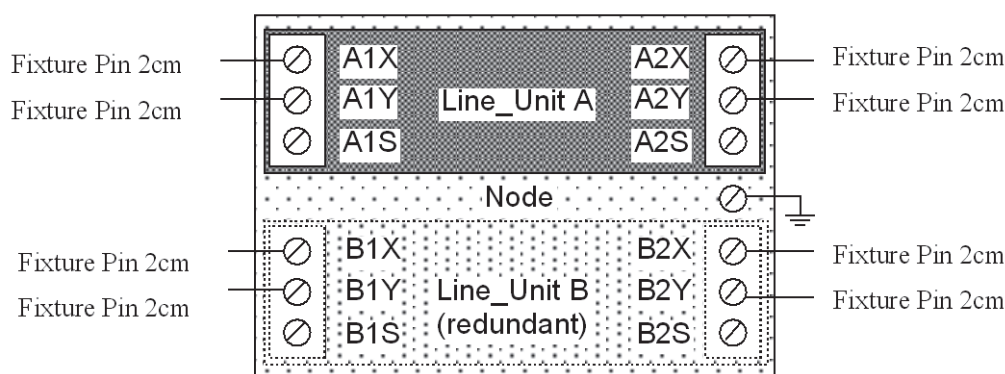 Fixture Pin 2cm A1X A2X Fixture Pin 2cm
Fixture Pin 2cm A1Y Line_Unit A A2Y Fixture Pin 2cm
A1S A2S
Node
Fixture Pin 2cm B1X B2X Fixture Pin 2cm
Fixture Pin 2cm B1Y Line_Unit B B2Y Fixture Pin 2cm
B1S (redundant) B2S